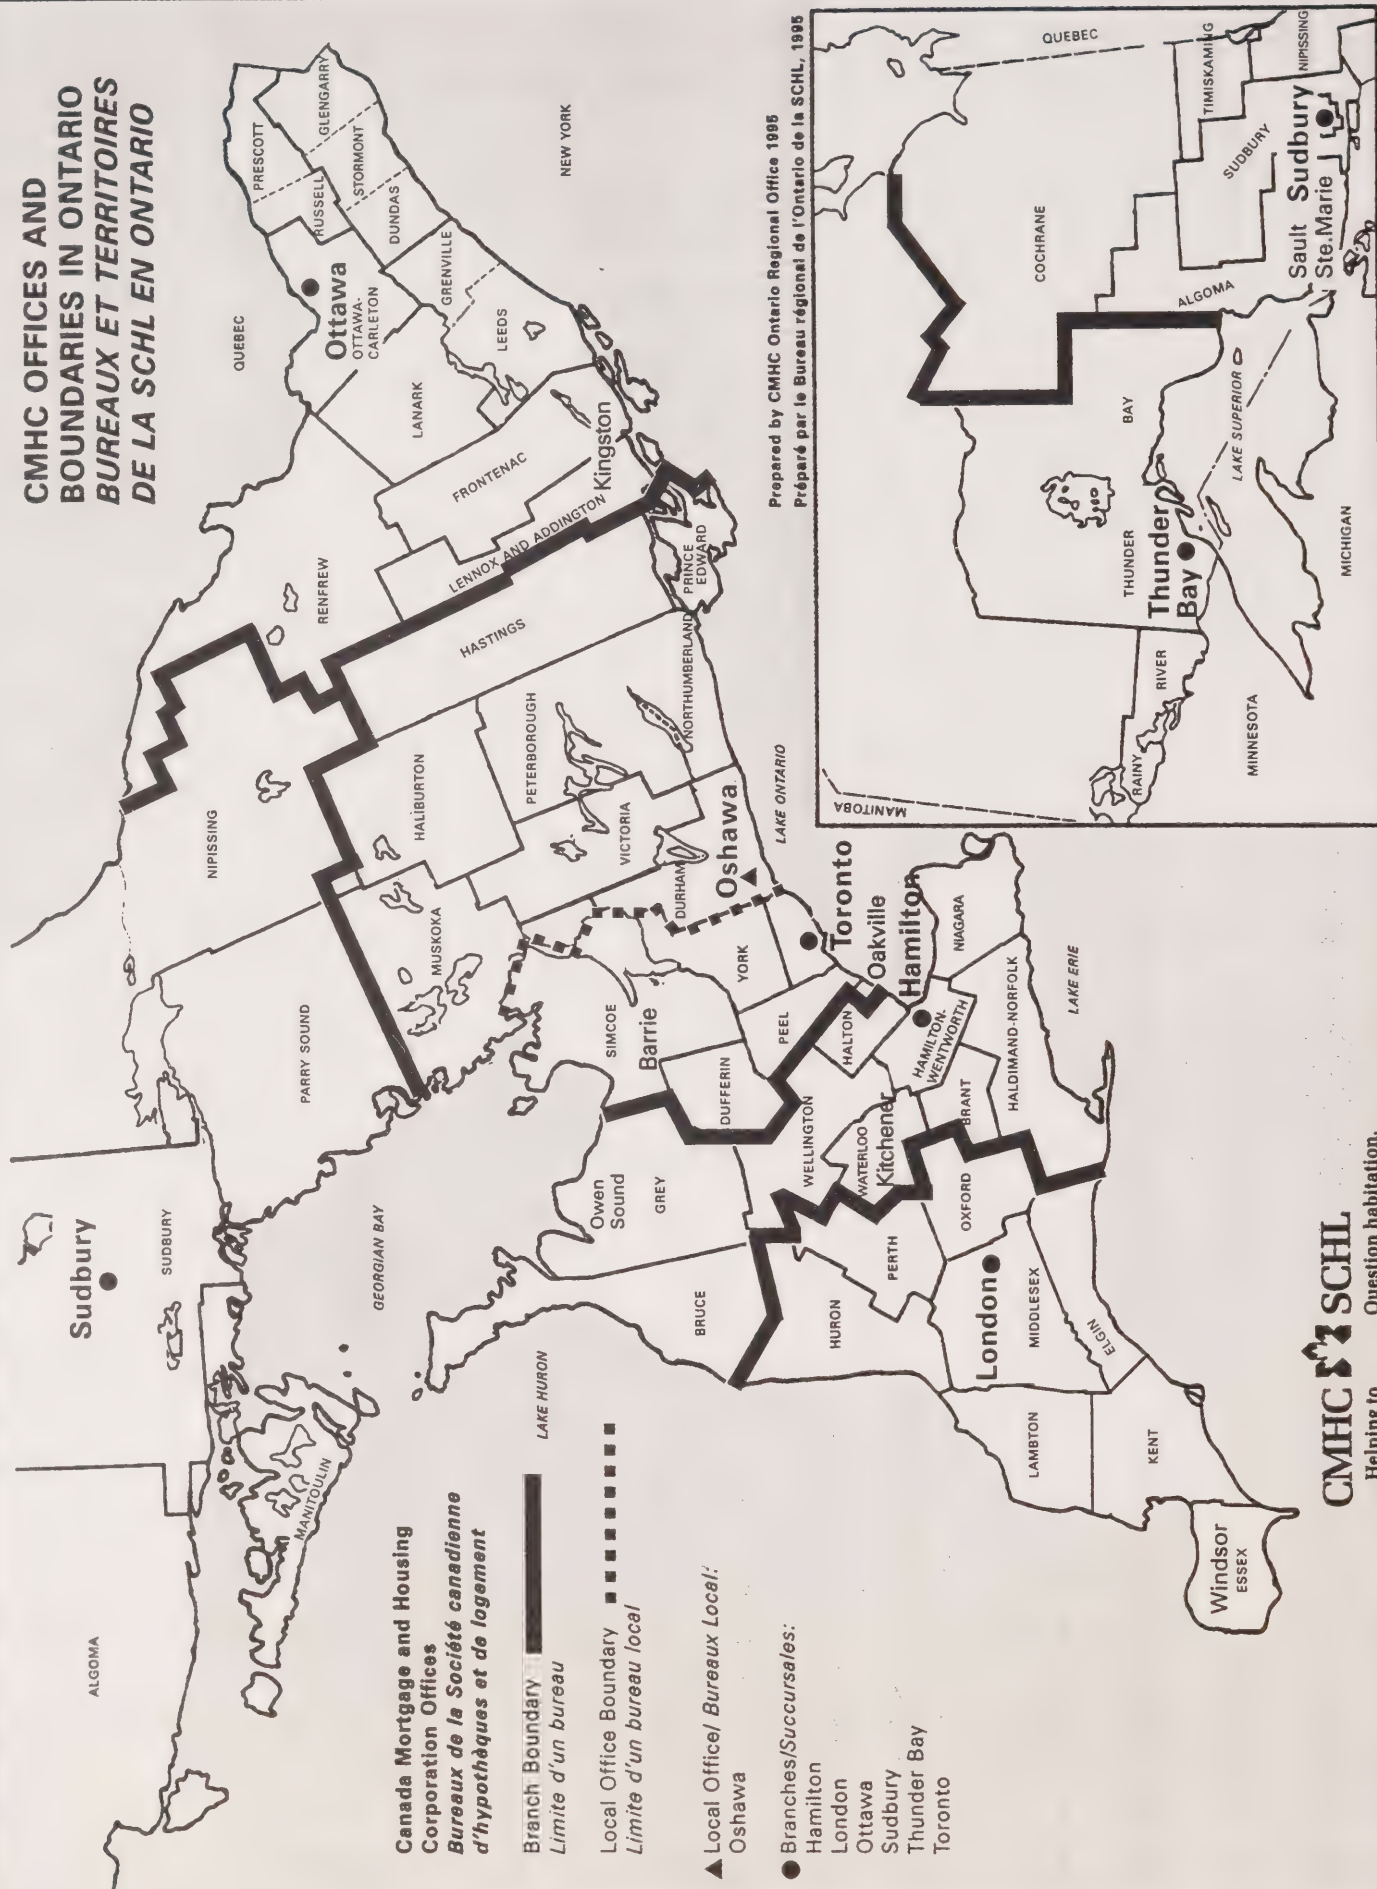 CMHC OFFICES AND
BOUNDARIES IN ONTARIO
BUREAUX ET TERRITOIRES
DE LA SCHL EN ONTARIO
ALGOMA
Sudbury
SUDBURY
MANITOULIN
GEORGIAN BAY
LAKE HURON
PARRY SOUND
NIPISSING
MUSKOKA
HALIBURTON
RENFREW
HASTINGS
LENNOX AND ADDINGTON
FRONTENAC
Kingston
LANARK
QUEBEC
Ottawa
OTTAWA-
CARLETON
PRESCOTT
RUSSELL
GLENGARRY
STORMONT
DUNDAS
GRENVILLE
LEEDS
NEW YORK
PRINCE
EDWARD
NORTHUMBERLAND
PETERBOROUGH
VICTORIA
DURHAM
Oshawa
LAKE ONTARIO
YORK
Toronto
SIMCOE
Barrie
PEEL
DUFFERIN
Oakville
HALTON
Hamilton
HAMILTON-
WENTWORTH
NIAGARA
HALDIMAND-NORFOLK
LAKE ERIE
BRANT
WELLINGTON
WATERLOO
Kitchener
Owen
Sound
GREY
BRUCE
HURON
PERTH
OXFORD
London
MIDDLESEX
ELGIN
LAMBTON
KENT
Windsor
ESSEX
Canada Mortgage and Housing
Corporation Offices
Bureaux de la Société canadienne
d'hypothèques et de logement
Branch Boundary
Limite d'un bureau
Local Office Boundary
Limite d'un bureau local
▲ Local Office/ Bureaux Local:
Oshawa
● Branches/Succursales:
Hamilton
London
Ottawa
Sudbury
Thunder Bay
Toronto
Prepared by CMHC Ontario Regional Office 1995
Préparé par le Bureau régional de l'Ontario de la SCHL, 1995
MANITOBA
QUEBEC
COCHRANE
TIMISKAMING
NIPISSING
SUDBURY
Sudbury
Sault
Ste.Marie
ALGOMA
THUNDER
BAY
Thunder
Bay
RAINY
RIVER
LAKE SUPERIOR
MINNESOTA
MICHIGAN
CMHC SCHL
Helping to
Question habitation,